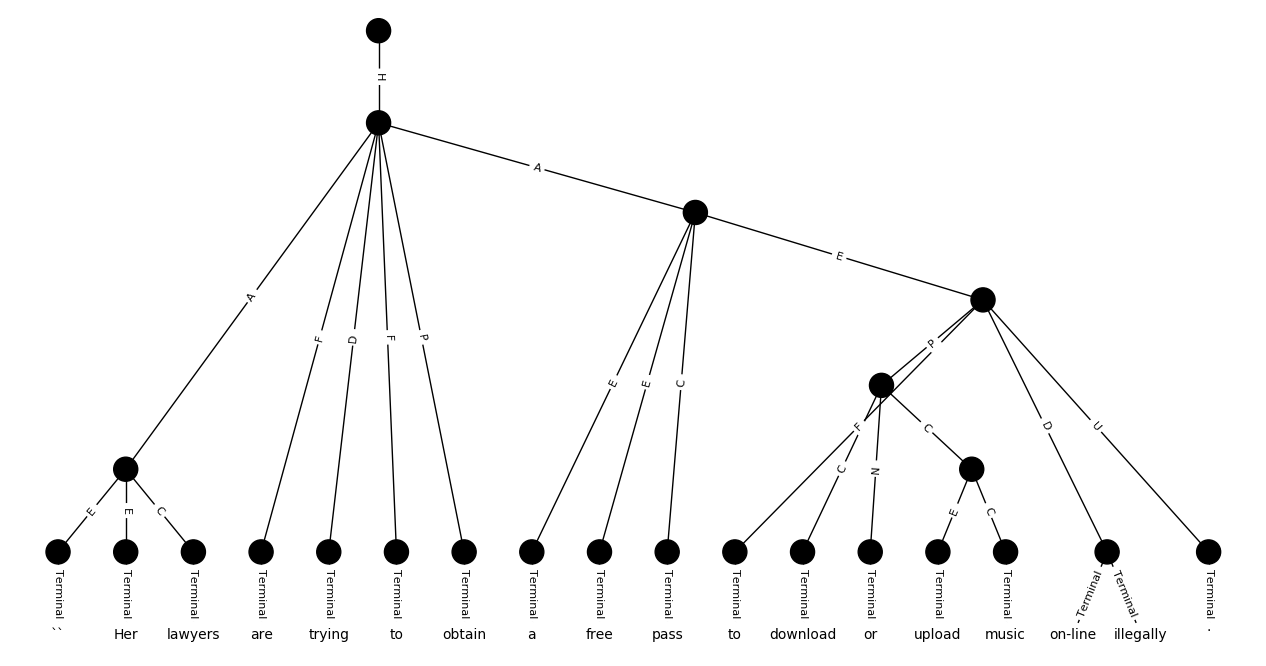 H
A
A
E
A
F
D
F
P
E
E
C
P
F
C
N
C
D
U
E
E
C
E
C
Terminal Terminal Terminal Terminal Terminal Terminal Terminal Terminal Terminal Terminal Terminal Terminal Terminal Terminal Terminal Terminal Terminal Terminal
`` Her lawyers are trying to obtain a free pass to download or upload music on-line illegally .